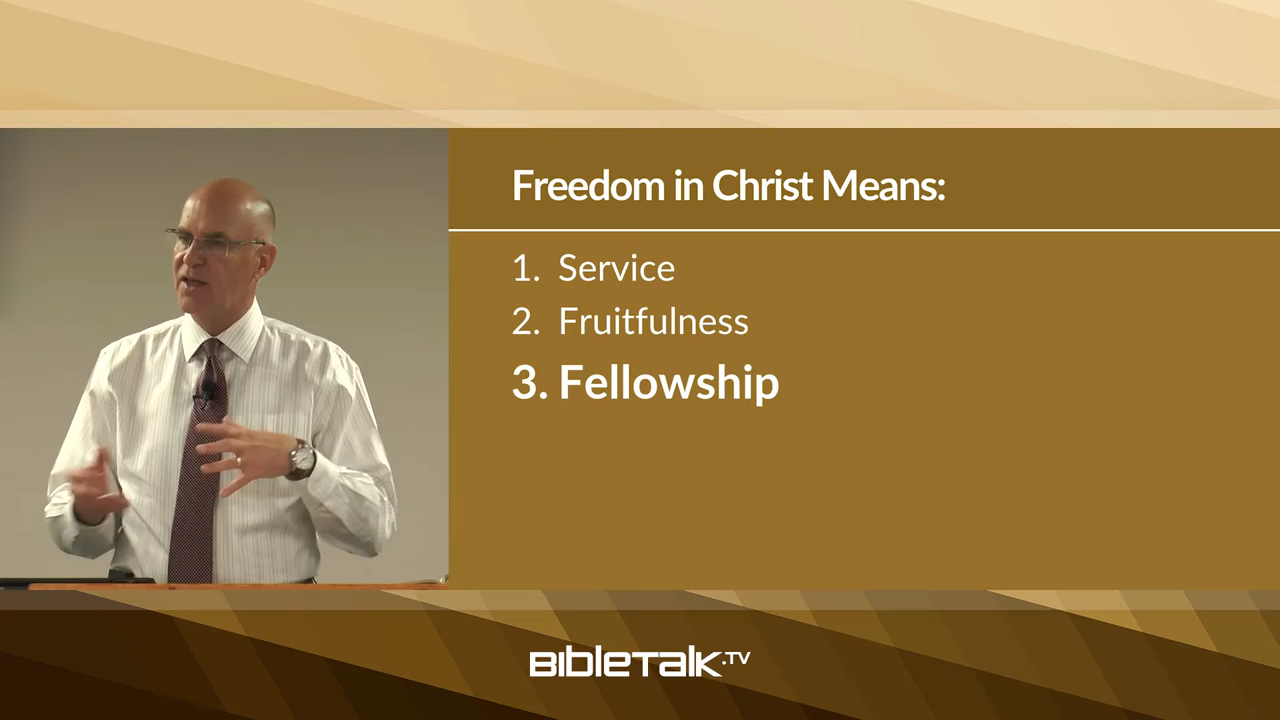 Freedom in Christ Means:
1. Service
2. Fruitfulness
3. Fellowship
BibleTalk.TV